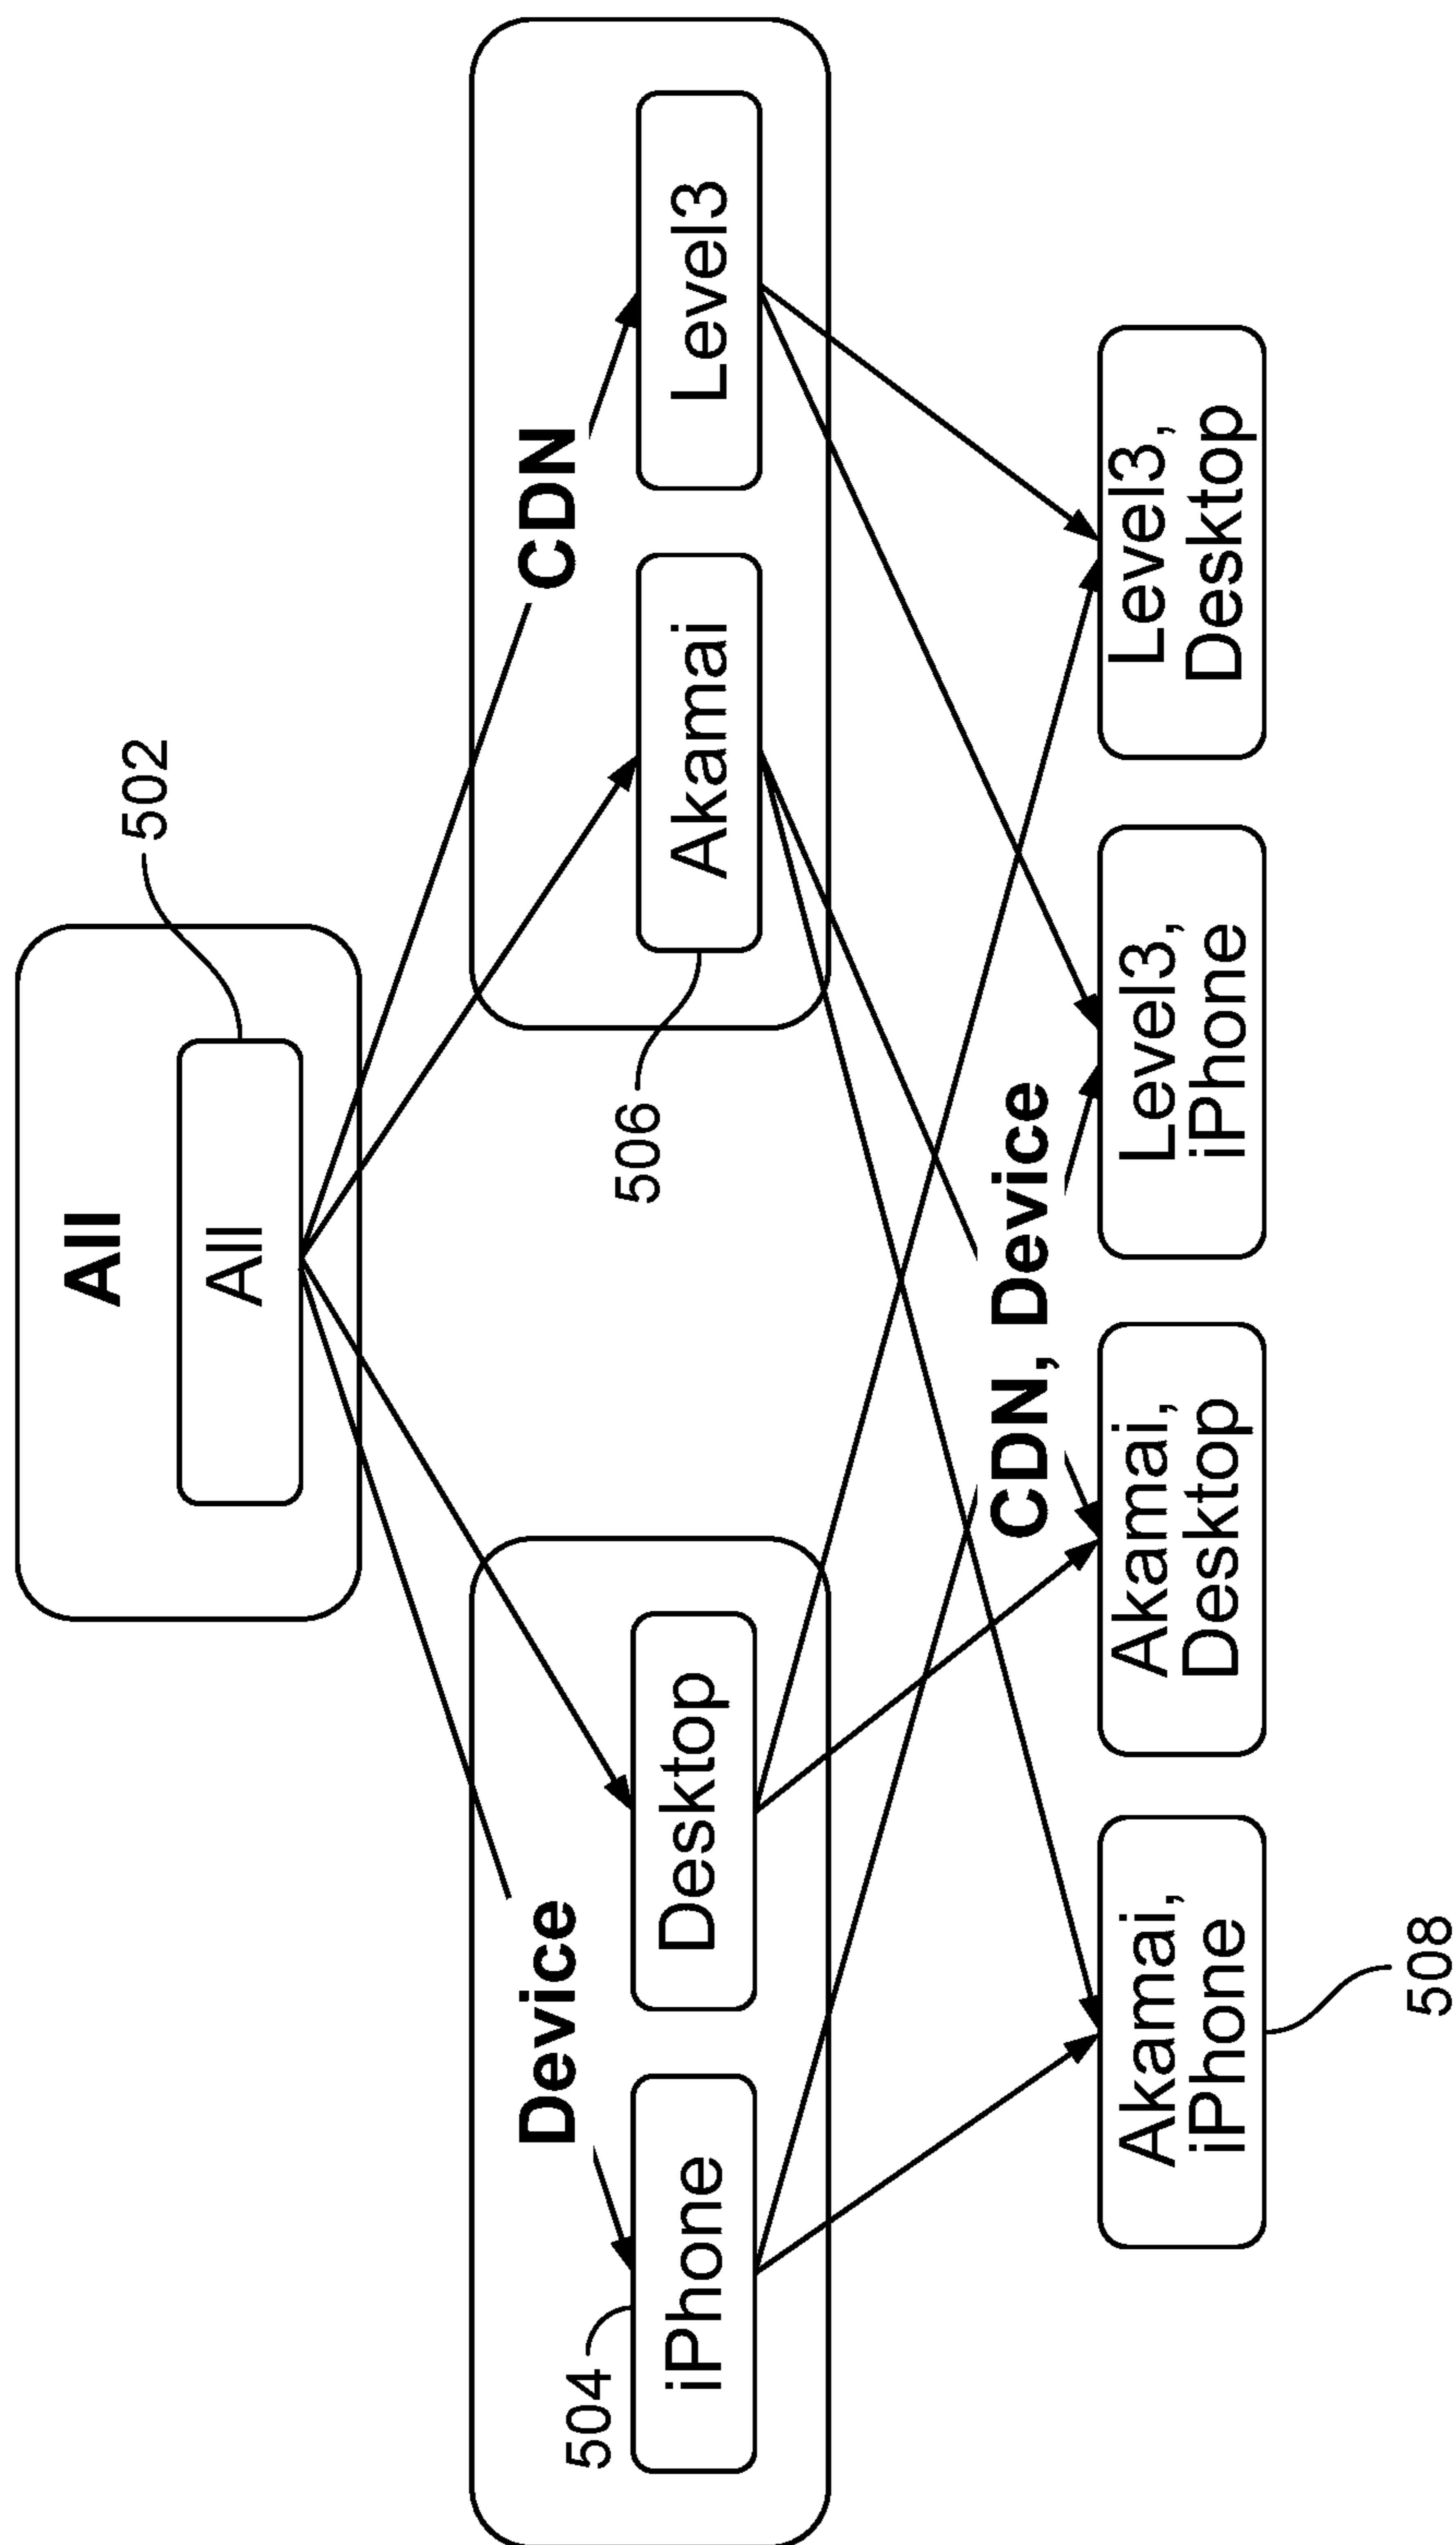 All
All
502
Device
504
iPhone
Desktop
CDN
506
Akamai
Level3
CDN, Device
Akamai,
iPhone
Akamai,
Desktop
Level3,
iPhone
Level3,
Desktop
508